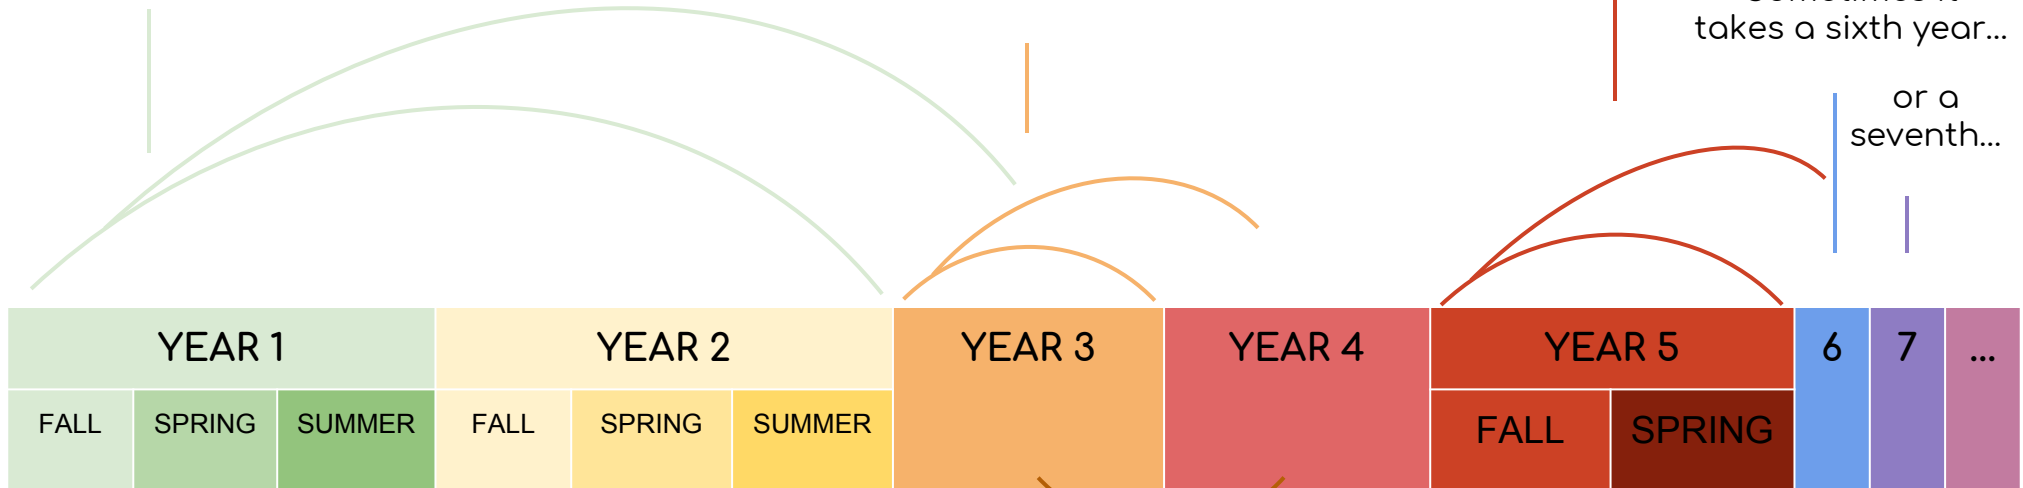 takes a sixth year...
or a
seventh...
YEAR 1
YEAR 2
YEAR 3
YEAR 4
YEAR 5
6
7
...
FALL
SPRING
SUMMER
FALL
SPRING
SUMMER
FALL
SPRING